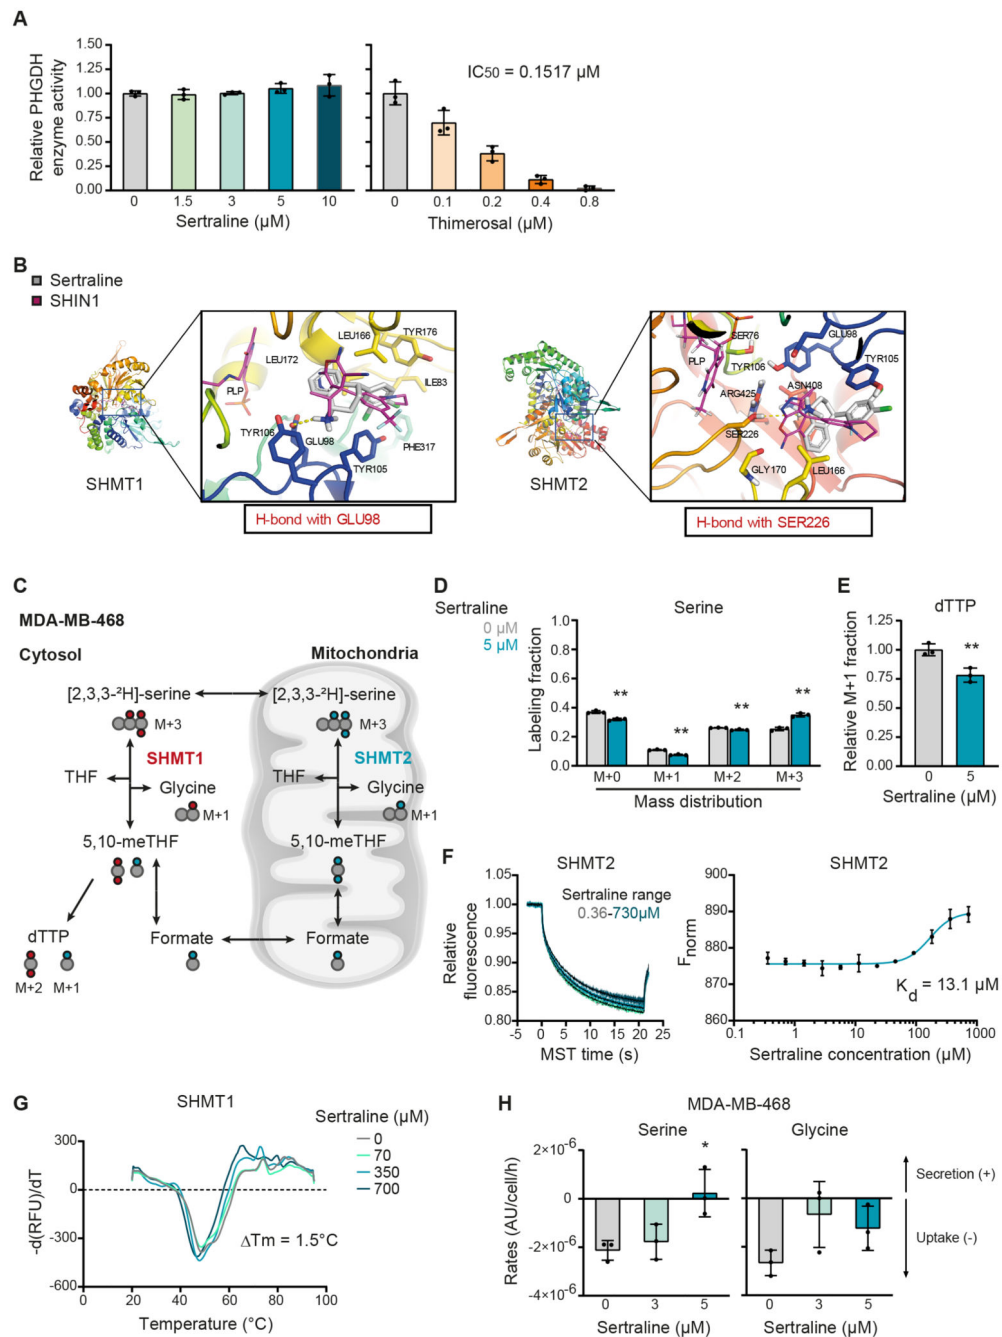 A
Relative PHGDH
enzyme activity
1.50
1.25
1.00
0.75
0.50
0.25
0.00
0 1.5 3 5 10
Sertraline (µM)
IC50 = 0.1517 µM
0 0.1 0.2 0.4 0.8
Thimerosal (µM)
B
Sertraline
SHIN1
SHMT1
LEU166
TYR176
LEU172
ILE83
PLP
TYR106
GLU98
PHE317
TYR105
H-bond with GLU98
SHMT2
SER76
GLU98
PLP
TYR106
TYR105
ARG425
ASN408
SER226
GLY170
LEU166
H-bond with SER226
C
MDA-MB-468
Cytosol
Mitochondria
[2,3,3-²H]-serine
[2,3,3-²H]-serine
M+3
M+3
SHMT1
SHMT2
THF
THF
Glycine
Glycine
M+1
M+1
5,10-meTHF
5,10-meTHF
dTTP
Formate
Formate
M+2 M+1
D
Sertraline
0 µM
5 µM
Serine
Labeling fraction
1.0
0.8
0.6
0.4
0.2
0.0
** ** ** **
M+0 M+1 M+2 M+3
Mass distribution
E
dTTP
Relative M+1 fraction
1.25
1.00
0.75
0.50
0.25
0.00
**
0 5
Sertraline (µM)
F
SHMT2
Relative
fluorescence
1.05
1.00
0.95
0.90
0.85
0.80
Sertraline range
0.36-730µM
-5 0 5 10 15 20 25
MST time (s)
SHMT2
Fnorm
900
890
880
870
860
Kd = 13.1 µM
0.1 1 10 100 1000
Sertraline concentration (µM)
G
SHMT1
-d(RFU)/dT
300
0
-300
-600
Sertraline (µM)
0
70
350
700
ΔTm = 1.5°C
0 20 40 60 80 100
Temperature (°C)
H
MDA-MB-468
Serine
Glycine
Rates (AU/cell/h)
2×10⁻⁶
0
-2×10⁻⁶
-4×10⁻⁶
*
Secretion (+)
Uptake (-)
0 3 5
Sertraline (µM)
0 3 5
Sertraline (µM)